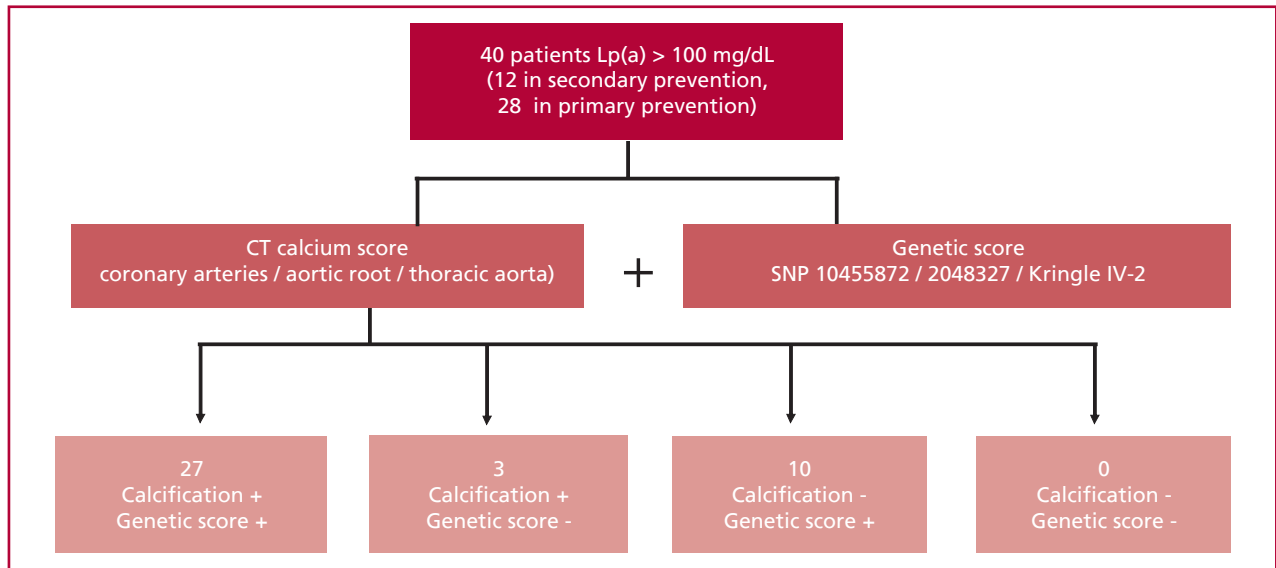 40 patients Lp(a) > 100 mg/dL
(12 in secondary prevention,
28 in primary prevention)
CT calcium score
coronary arteries / aortic root / thoracic aorta)
+
Genetic score
SNP 10455872 / 2048327 / Kringle IV-2
27
Calcification +
Genetic score +
3
Calcification +
Genetic score -
10
Calcification -
Genetic score +
0
Calcification -
Genetic score -